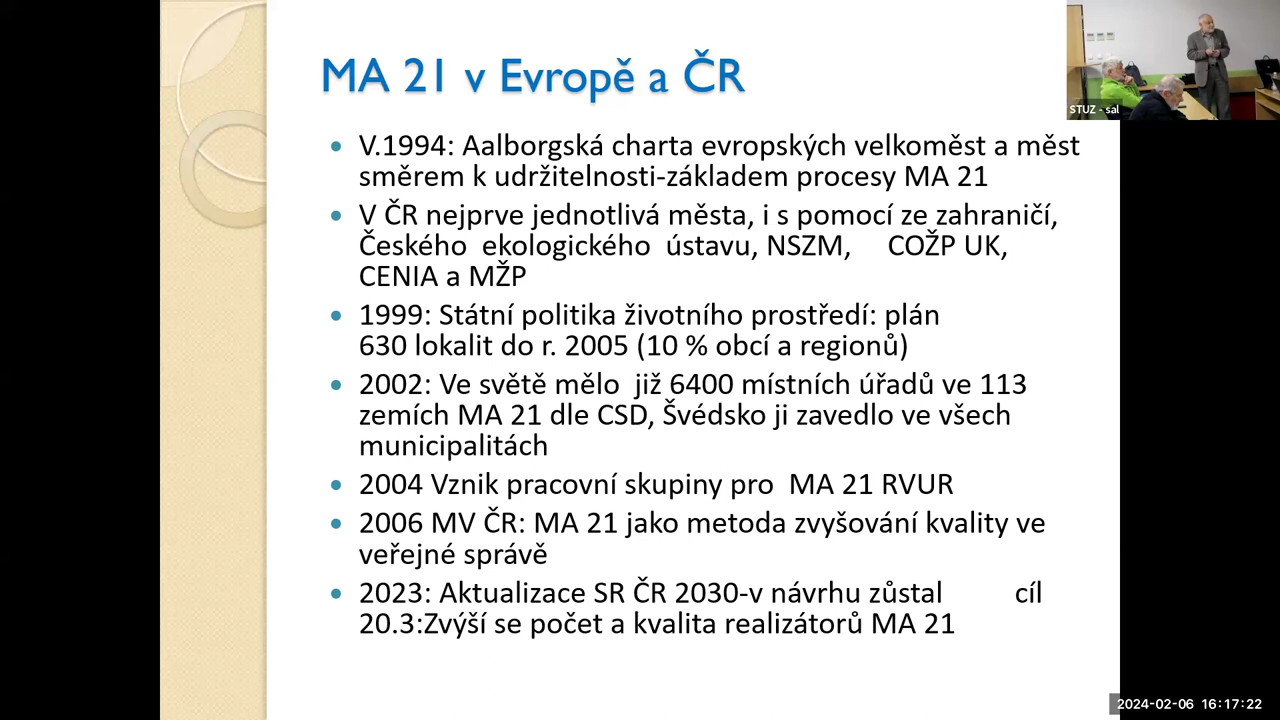 MA 21 v Evropě a ČR
STUZ - sal
• V.1994: Aalborgská charta evropských velkoměst a měst
směrem k udržitelnosti-základem procesy MA 21
• V ČR nejprve jednotlivá města, i s pomocí ze zahraničí,
Českého ekologického ústavu, NSZM, COŽP UK,
CENIA a MŽP
• 1999: Státní politika životního prostředí: plán
630 lokalit do r. 2005 (10 % obcí a regionů)
• 2002: Ve světě mělo již 6400 místních úřadů ve 113
zemích MA 21 dle CSD, Švédsko ji zavedlo ve všech
municipalitách
• 2004 Vznik pracovní skupiny pro MA 21 RVUR
• 2006 MV ČR: MA 21 jako metoda zvyšování kvality ve
veřejné správě
• 2023: Aktualizace SR ČR 2030-v návrhu zůstal cíl
20.3:Zvýší se počet a kvalita realizátorů MA 21
2024-02-06 16:17:22